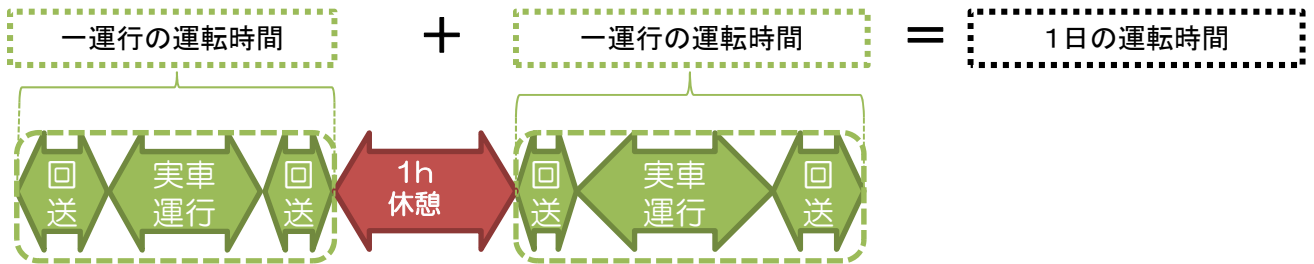 一運行の運転時間 + 一運行の運転時間 = 1日の運転時間
回送
実車
運行
回送
1h
休憩
回送
実車
運行
回送